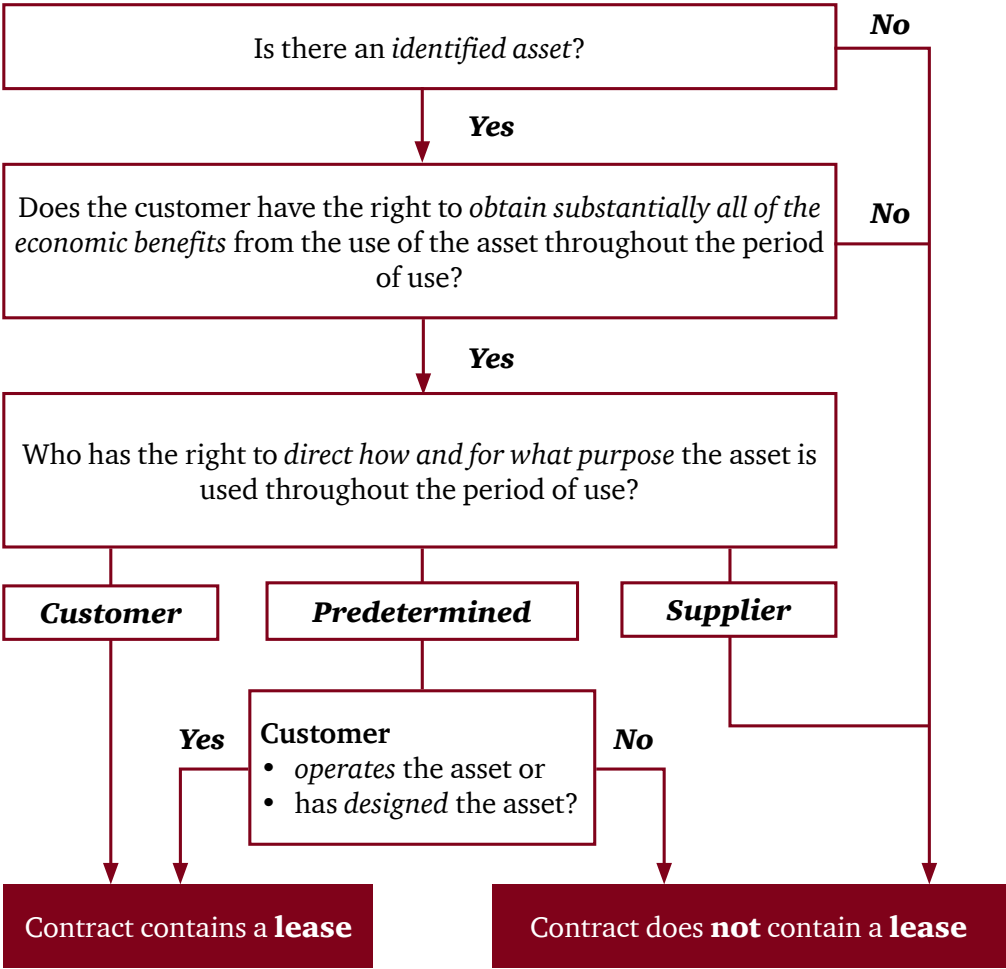 Is there an identified asset?
No
Yes
Does the customer have the right to obtain substantially all of the
economic benefits from the use of the asset throughout the period
of use?
No
Yes
Who has the right to direct how and for what purpose the asset is
used throughout the period of use?
Customer
Predetermined
Supplier
Yes
Customer
• operates the asset or
• has designed the asset?
No
Contract contains a lease
Contract does not contain a lease